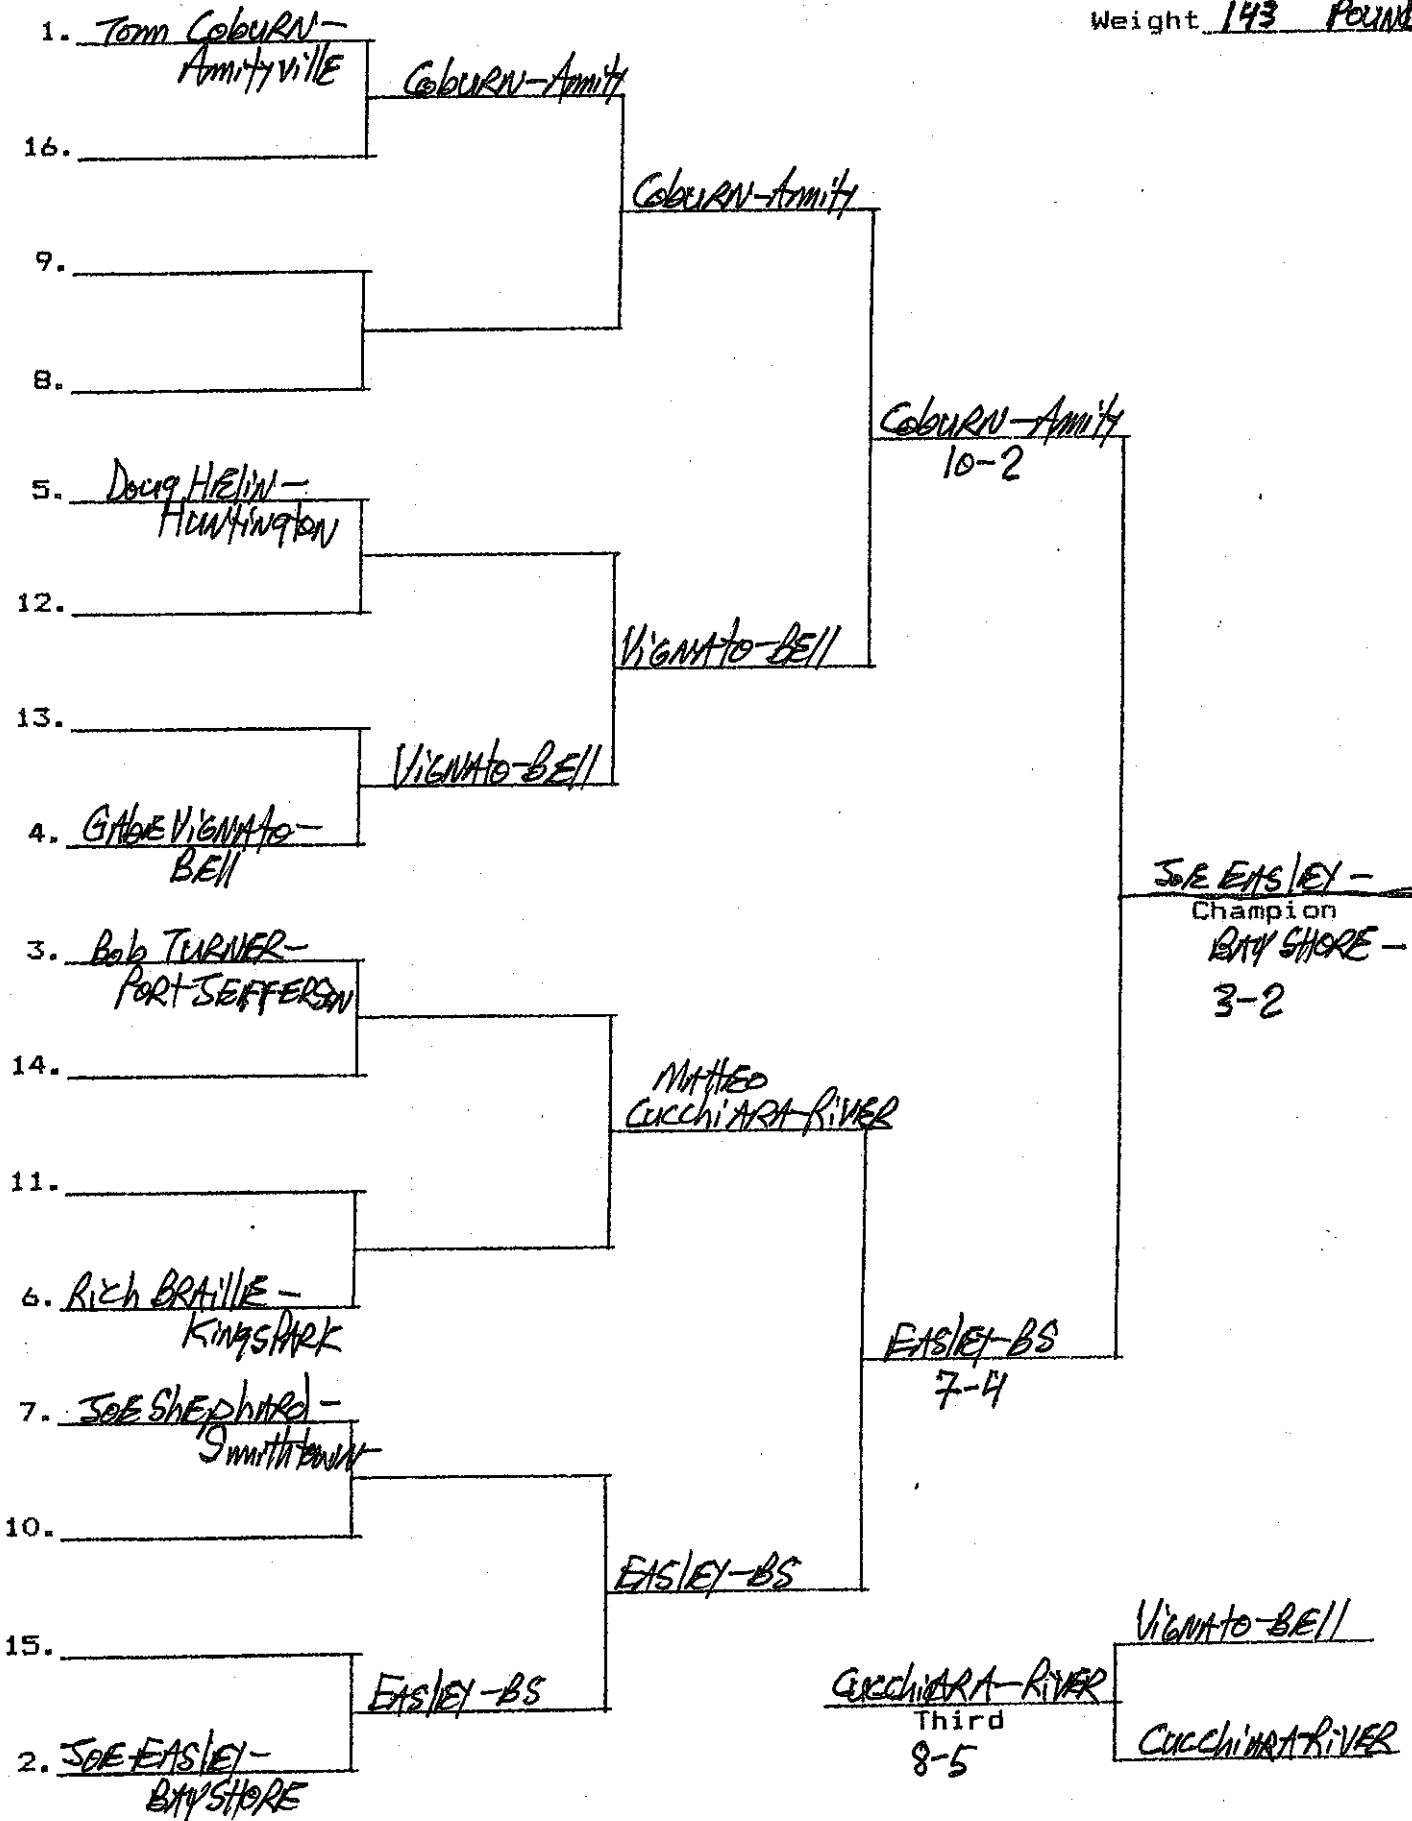 Weight 143 POUND
1. Tom COBURN-
Amityville
COBURN-Amity
16.
COBURN-Amity
9.
8.
COBURN-Amity
10-2
5. Doug HELIN-
HUNTINGTON
12.
VIGNATO-BELL
13.
VIGNATO-BELL
4. GABE VIGNATO-
BELL
JOE EASLEY-
Champion
BAY SHORE-
3-2
3. Bob TURNER-
PORT JEFFERSON
14.
MATTEO
CUCCHIARA-RIVER
11.
6. Rich BRAILLE-
KINGS PARK
EASLEY-BS
7-4
7. JOE ShEphARd-
Smithtown-
10.
EASLEY-BS
15.
EASLEY-BS
2. JOE EASLEY-
BAY SHORE
VIGNATO-BELL
CUCCHIARA-RIVER
Third
8-5
CUCCHIARA-RIVER